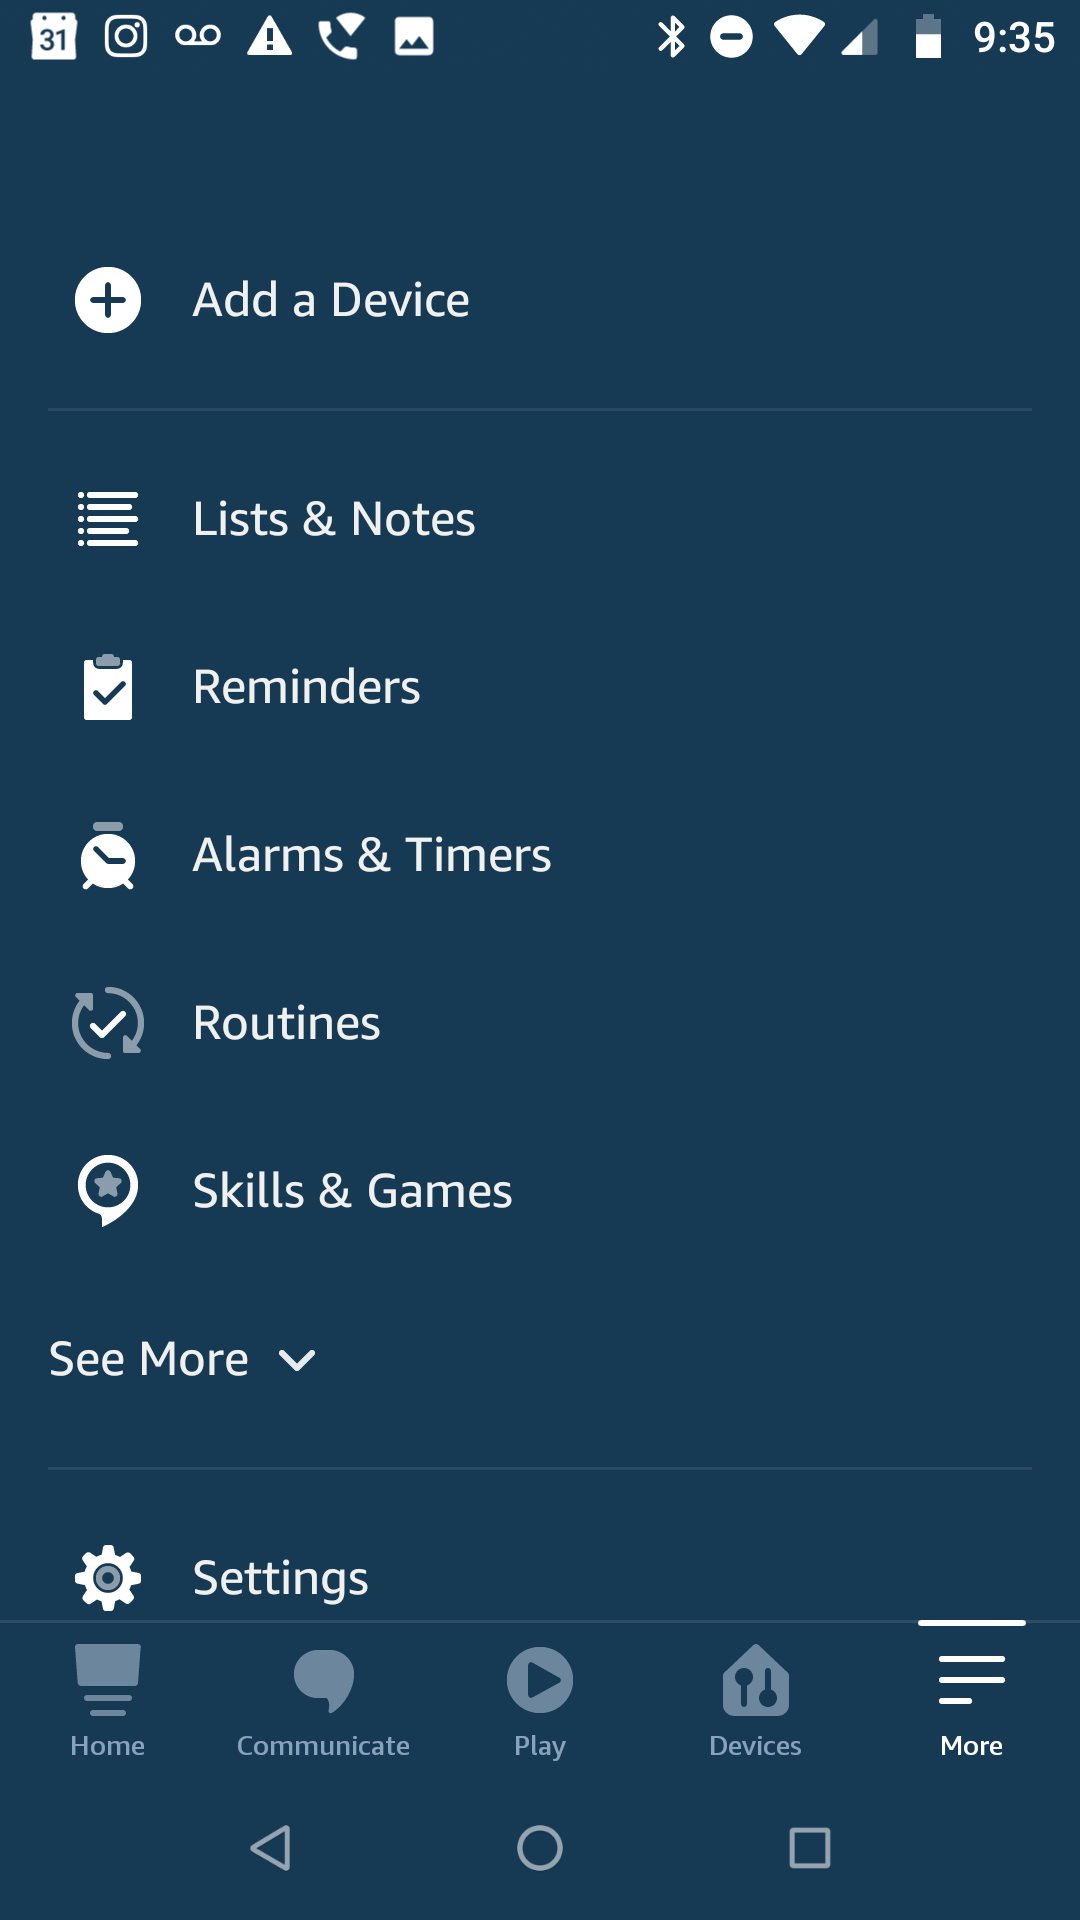 31
9:35
Add a Device
Lists & Notes
Reminders
Alarms & Timers
Routines
Skills & Games
See More
Settings
Home Communicate Play Devices More